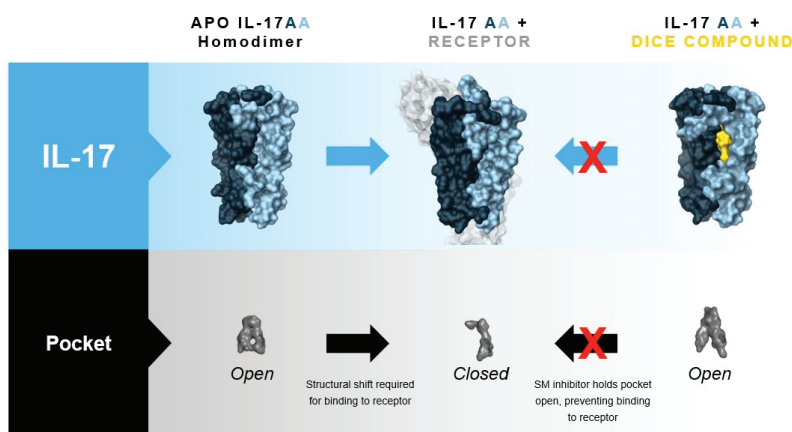 APO IL-17AA
Homodimer
IL-17 AA +
RECEPTOR
IL-17 AA +
DICE COMPOUND
IL-17
X
Pocket
X
Open
Structural shift required
for binding to receptor
Closed
SM inhibitor holds pocket
open, preventing binding
to receptor
Open